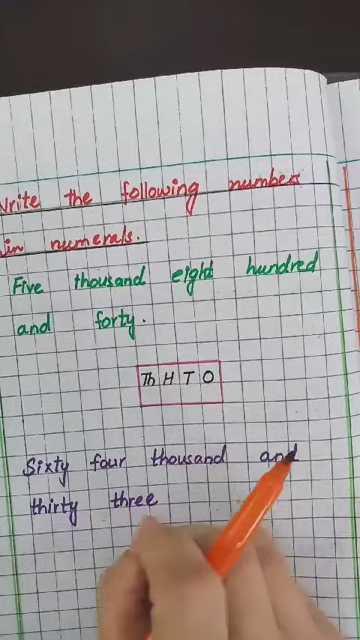 Write the following numbers
in numerals.
Five thousand eight hundred
and forty.
Th H T O
Sixty four thousand and
thirty three